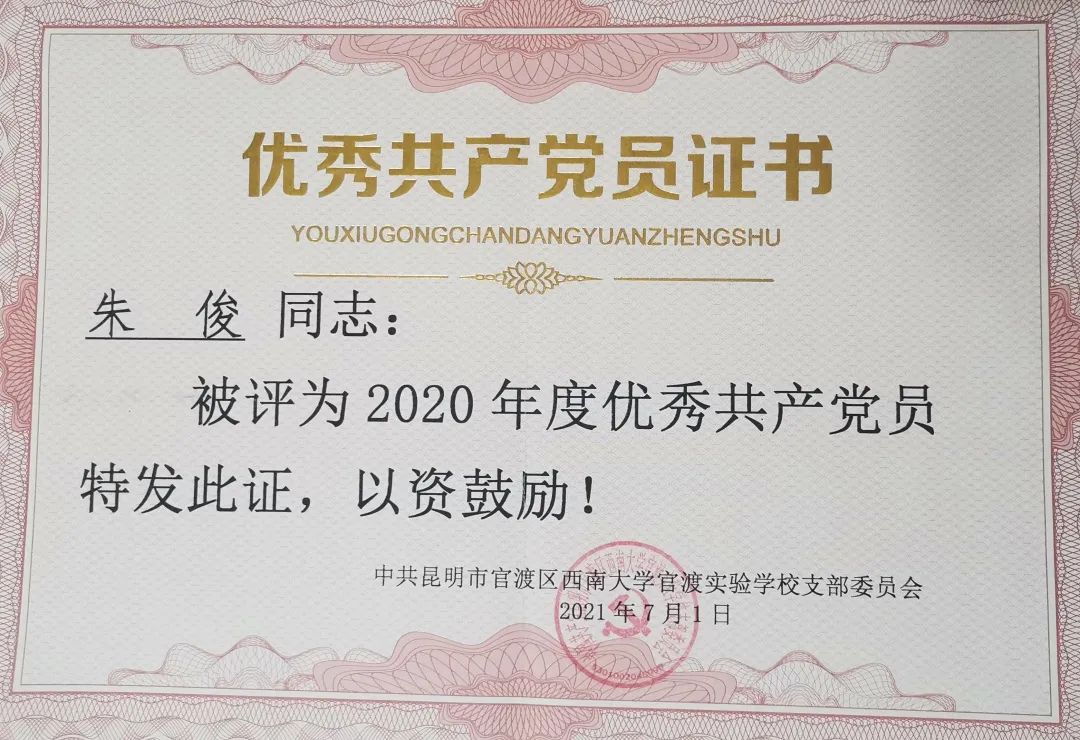 优秀共产党员证书
YOUXIUGONGCHANDANGYUANZHENGSHU
朱 俊 同志：
被评为 2020 年度优秀共产党员
特发此证，以资鼓励！
中共昆明市官渡区西南大学官渡实验学校支部委员会
2021 年 7 月 1 日